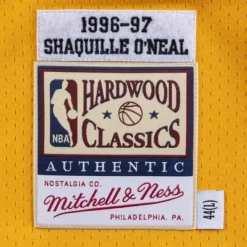 1996-97
SHAQUILLE O'NEAL
NBA
HARDWOOD
CLASSICS
AUTHENTIC
NOSTALGIA CO.
Mitchell & Ness
PHILADELPHIA, PA.
44(L)